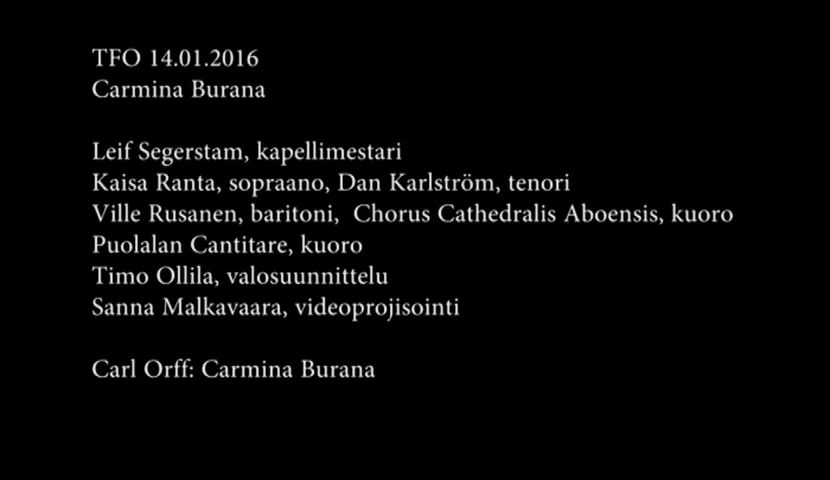 TFO 14.01.2016
Carmina Burana
Leif Segerstam, kapellimestari
Kaisa Ranta, sopraano, Dan Karlström, tenori
Ville Rusanen, baritoni,  Chorus Cathedralis Aboensis, kuoro
Puolalan Cantitare, kuoro
Timo Ollila, valosuunnittelu
Sanna Malkavaara, videoprojisointi
Carl Orff: Carmina Burana